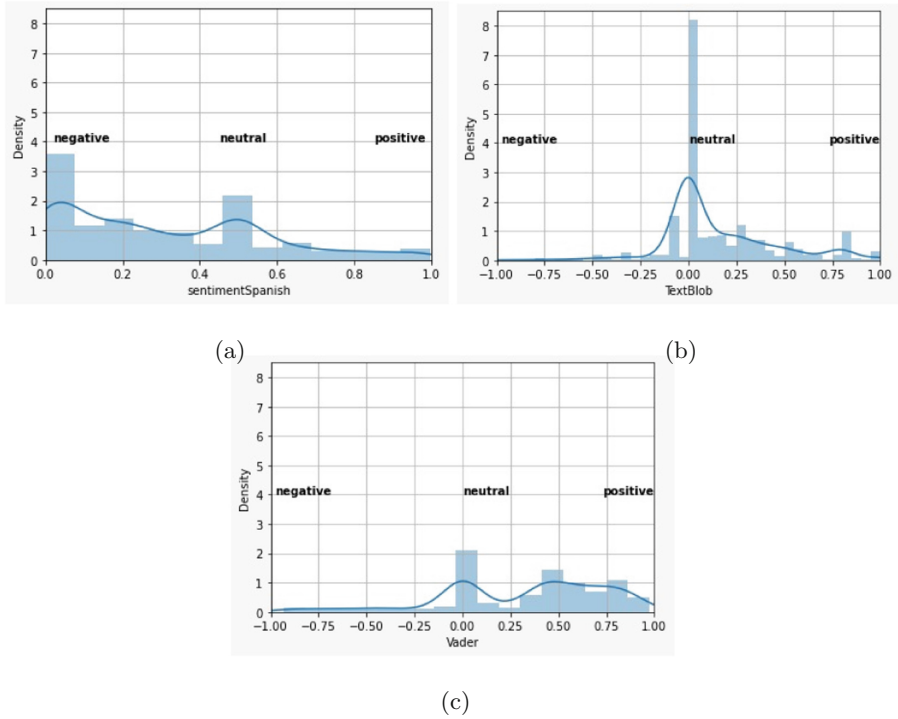 8
7
6
5
4
3
2
1
0
Density
negative neutral positive
0.0 0.2 0.4 0.6 0.8 1.0
sentimentSpanish
(a)
8
7
6
5
4
3
2
1
0
Density
negative neutral positive
−1.00 −0.75 −0.50 −0.25 0.00 0.25 0.50 0.75 1.00
TextBlob
(b)
8
7
6
5
4
3
2
1
0
Density
negative neutral positive
−1.00 −0.75 −0.50 −0.25 0.00 0.25 0.50 0.75 1.00
Vader
(c)